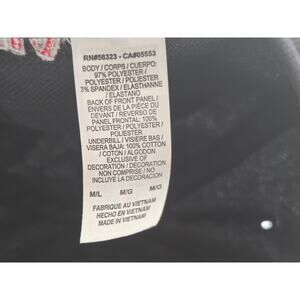 RN#56323 - CA#05553
BODY / CORPS / CUERPO:
97% POLYESTER /
POLYESTER / POLIESTER
3% SPANDEX / ELASTHANNE
/ ELASTANO
BACK OF FRONT PANEL /
ENVERS DE LA PIÈCE DU
DEVANT / REVERSO DE
PANEL FRONTAL: 100%
POLYESTER / POLYESTER
/ POLIESTER
UNDERBILL / VISIÈRE BAS /
VISERA BAJA: 100% COTTON
/ COTON / ALGODON
EXCLUSIVE OF
DECORATION / DECORATION
NON COMPRISE / NO
INCLUYE LA DECORACION
M/L M/G M/G
FABRIQUE AU VIETNAM
HECHO EN VIETNAM
MADE IN VIETNAM